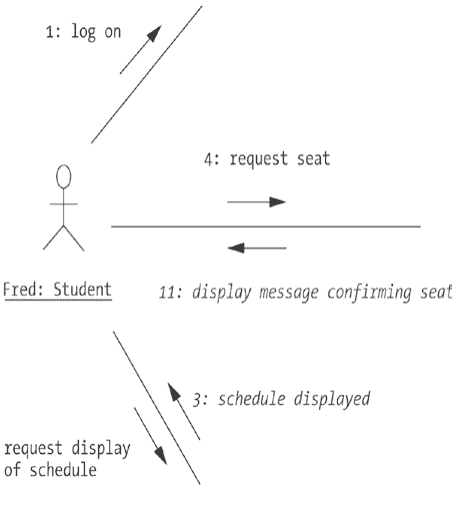 1: log on
4: request seat
Fred: Student
11: display message confirming seat
3: schedule displayed
request display
of schedule